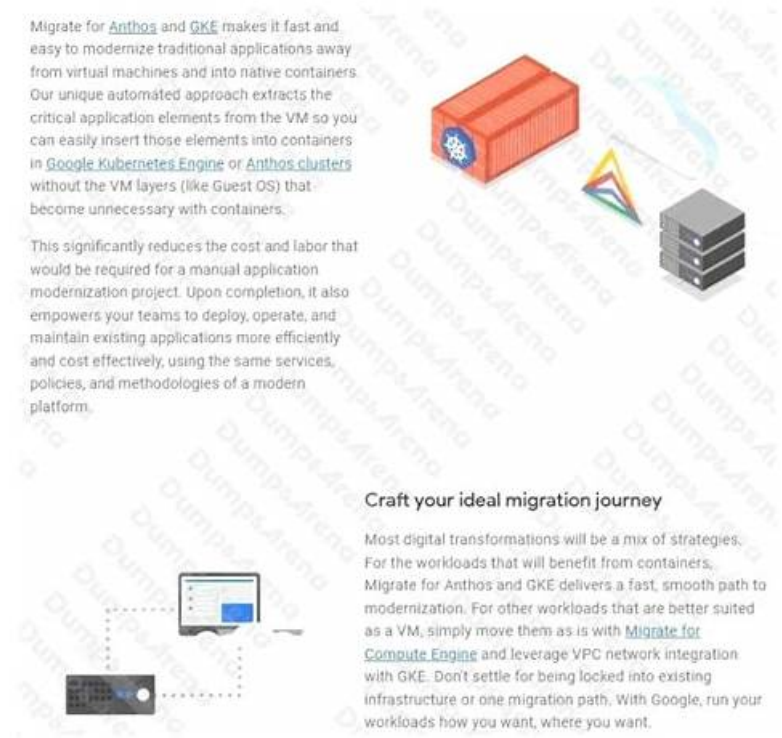 Migrate for Anthos and GKE makes it fast and
easy to modernize traditional applications away
from virtual machines and into native containers.
Our unique automated approach extracts the
critical application elements from the VM so you
can easily insert those elements into containers
in Google Kubernetes Engine or Anthos clusters
without the VM layers (like Guest OS) that
become unnecessary with containers.
This significantly reduces the cost and labor that
would be required for a manual application
modernization project. Upon completion, it also
empowers your teams to deploy, operate, and
maintain existing applications more efficiently
and cost effectively, using the same services,
policies, and methodologies of a modern
platform.
Craft your ideal migration journey
Most digital transformations will be a mix of strategies.
For the workloads that will benefit from containers,
Migrate for Anthos and GKE delivers a fast, smooth path to
modernization. For other workloads that are better suited
as a VM, simply move them as is with Migrate for
Compute Engine and leverage VPC network integration
with GKE. Don't settle for being locked into existing
infrastructure or one migration path. With Google, run your
workloads how you want, where you want.
DumpsArena